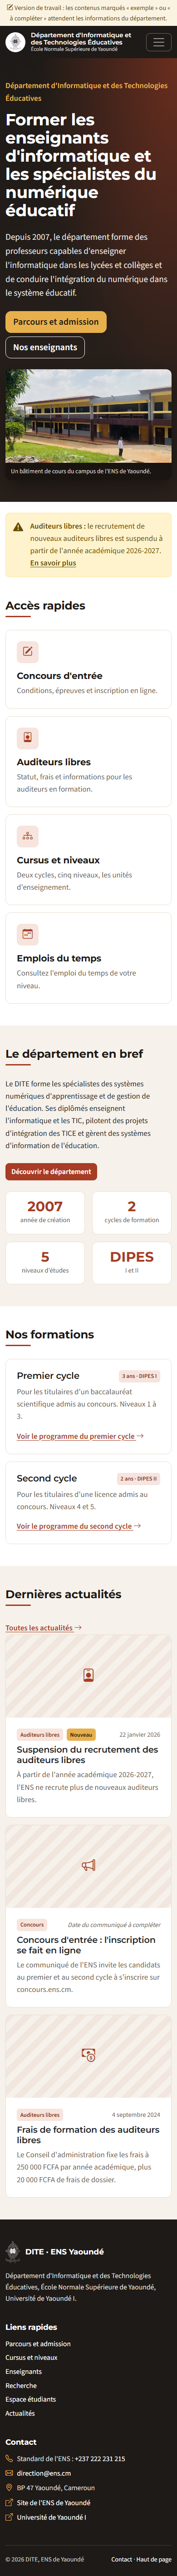 Version de travail : les contenus marqués « exemple » ou «
à compléter » attendent les informations du département.
Département d'Informatique et
des Technologies Éducatives
École Normale Supérieure de Yaoundé
Département d'Informatique et des Technologies
Éducatives
Former les
enseignants
d'informatique et
les spécialistes du
numérique
éducatif
Depuis 2007, le département forme des
professeurs capables d'enseigner
l'informatique dans les lycées et collèges et
de conduire l'intégration du numérique dans
le système éducatif.
Parcours et admission
Nos enseignants
Un bâtiment de cours du campus de l'ENS de Yaoundé.
Auditeurs libres : le recrutement de
nouveaux auditeurs libres est suspendu à
partir de l'année académique 2026-2027.
En savoir plus
Accès rapides
Concours d'entrée
Conditions, épreuves et inscription en ligne.
Auditeurs libres
Statut, frais et informations pour les
auditeurs en formation.
Cursus et niveaux
Deux cycles, cinq niveaux, les unités
d'enseignement.
Emplois du temps
Consultez l'emploi du temps de votre
niveau.
Le département en bref
Le DITE forme les spécialistes des systèmes
numériques d'apprentissage et de gestion de
l'éducation. Ses diplômés enseignent
l'informatique et les TIC, pilotent des projets
d'intégration des TICE et gèrent des systèmes
d'information de l'éducation.
Découvrir le département
2007
année de création
2
cycles de formation
5
niveaux d'études
DIPES
I et II
Nos formations
Premier cycle
3 ans · DIPES I
Pour les titulaires d'un baccalauréat
scientifique admis au concours. Niveaux 1 à
3.
Voir le programme du premier cycle →
Second cycle
2 ans · DIPES II
Pour les titulaires d'une licence admis au
concours. Niveaux 4 et 5.
Voir le programme du second cycle →
Dernières actualités
Toutes les actualités →
Auditeurs libres Nouveau 22 janvier 2026
Suspension du recrutement des
auditeurs libres
À partir de l'année académique 2026-2027,
l'ENS ne recrute plus de nouveaux auditeurs
libres.
Concours Date du communiqué à compléter
Concours d'entrée : l'inscription
se fait en ligne
Le communiqué de l'ENS invite les candidats
au premier et au second cycle à s'inscrire sur
concours.ens.cm.
Auditeurs libres 4 septembre 2024
Frais de formation des auditeurs
libres
Le Conseil d'administration fixe les frais à
250 000 FCFA par année académique, plus
20 000 FCFA de frais de dossier.
DITE · ENS Yaoundé
Département d'Informatique et des Technologies
Éducatives, École Normale Supérieure de Yaoundé,
Université de Yaoundé I.
Liens rapides
Parcours et admission
Cursus et niveaux
Enseignants
Recherche
Espace étudiants
Actualités
Contact
Standard de l'ENS : +237 222 231 215
direction@ens.cm
BP 47 Yaoundé, Cameroun
Site de l'ENS de Yaoundé
Université de Yaoundé I
© 2026 DITE, ENS de Yaoundé
Contact · Haut de page